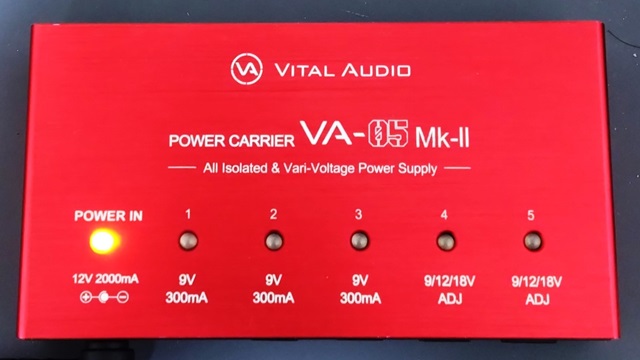 VA VITAL AUDIO
POWER CARRIER VA-05 Mk-II
All Isolated & Vari-Voltage Power Supply
POWER IN 1 2 3 4 5
12V 2000mA 9V 9V 9V 9/12/18V 9/12/18V
300mA 300mA 300mA ADJ ADJ